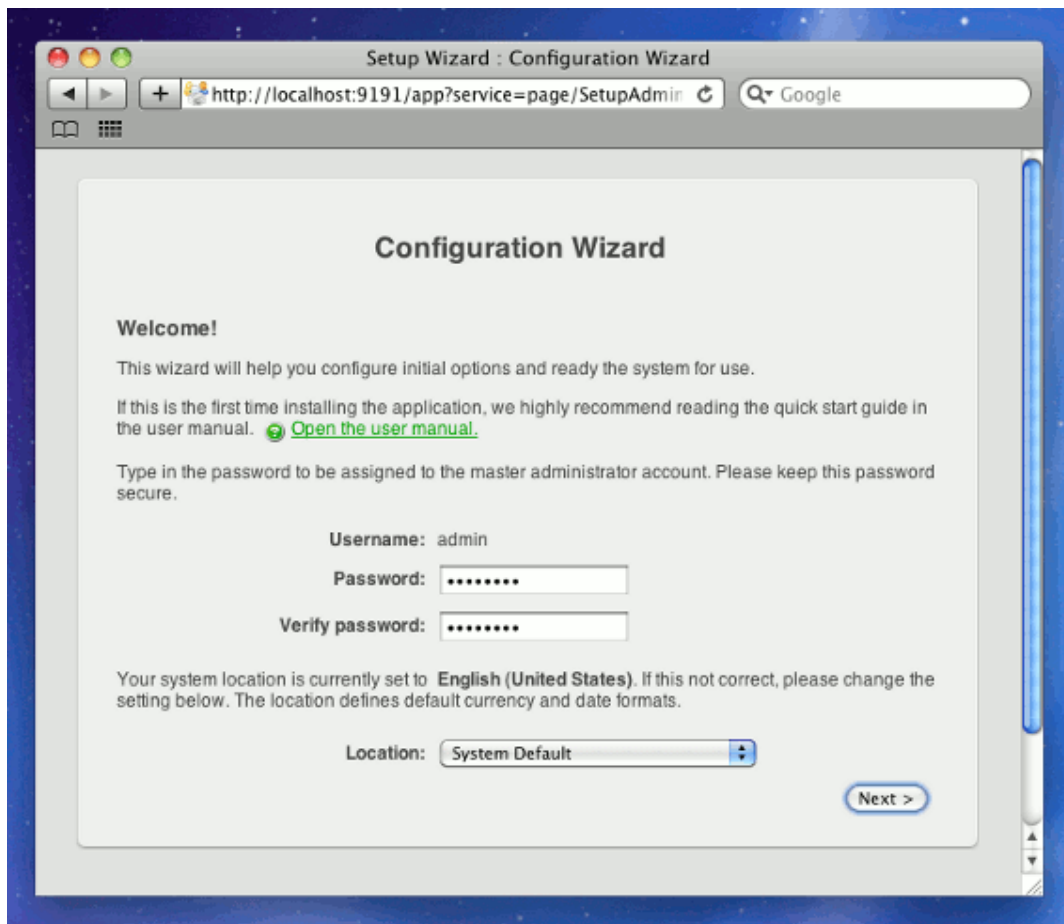 Setup Wizard : Configuration Wizard
http://localhost:9191/app?service=page/SetupAdmin
Google
Configuration Wizard
Welcome!
This wizard will help you configure initial options and ready the system for use.
If this is the first time installing the application, we highly recommend reading the quick start guide in
the user manual. Open the user manual.
Type in the password to be assigned to the master administrator account. Please keep this password
secure.
Username: admin
Password: ••••••••
Verify password: ••••••••
Your system location is currently set to English (United States). If this not correct, please change the
setting below. The location defines default currency and date formats.
Location: System Default
Next >